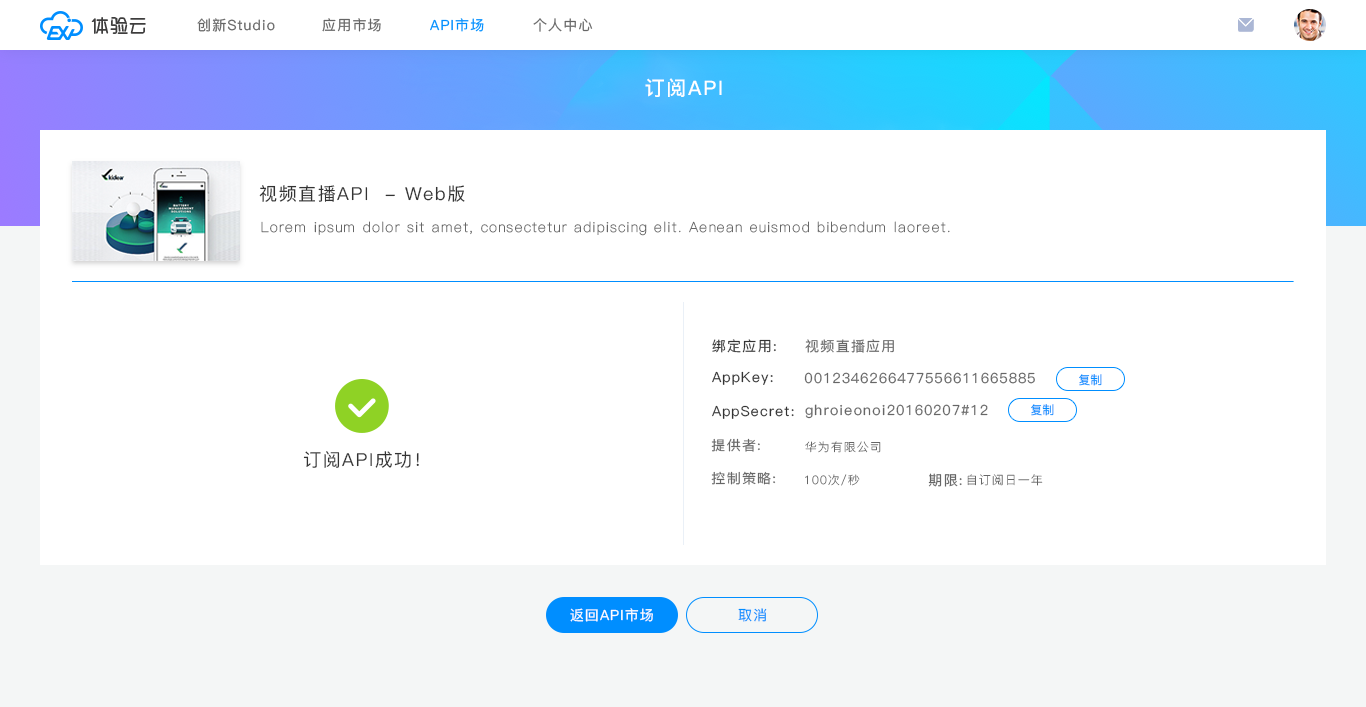 EXP 体验云 创新Studio 应用市场 API市场 个人中心
订阅API
kidlear
BATTERY
MANAGEMENT
SOLUTIONS
视频直播API － Web版
Lorem ipsum dolor sit amet, consectetur adipiscing elit. Aenean euismod bibendum laoreet.
订阅API成功！
绑定应用: 视频直播应用
AppKey: 0012346266477556611665885 复制
AppSecret: ghroieonoi20160207#12 复制
提供者: 华为有限公司
控制策略: 100次/秒 期限: 自订阅日一年
返回API市场 取消